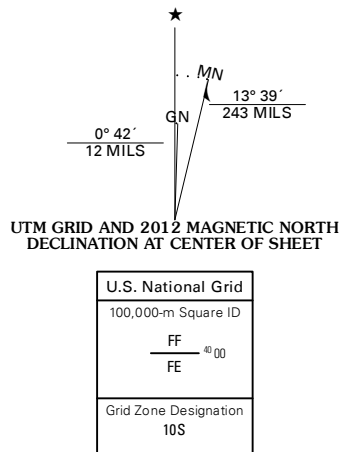 MN
13° 39´
243 MILS
GN
0° 42´
12 MILS
UTM GRID AND 2012 MAGNETIC NORTH
DECLINATION AT CENTER OF SHEET
U.S. National Grid
100,000-m Square ID
FF
40 00
FE
Grid Zone Designation
10S